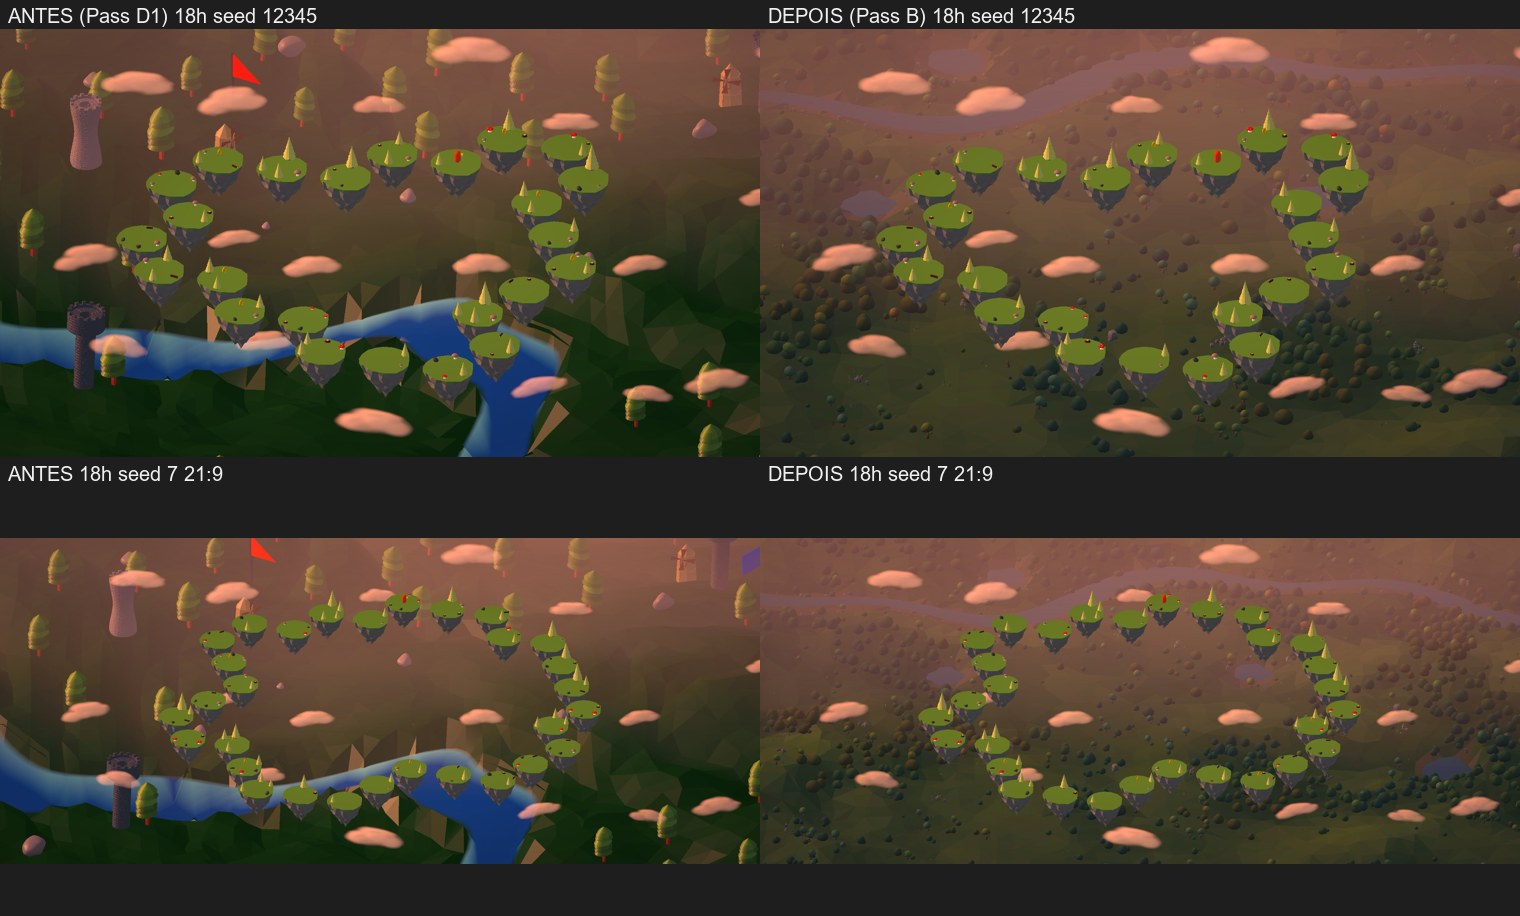 ANTES (Pass D1) 18h seed 12345
DEPOIS (Pass B) 18h seed 12345
ANTES 18h seed 7 21:9
DEPOIS 18h seed 7 21:9